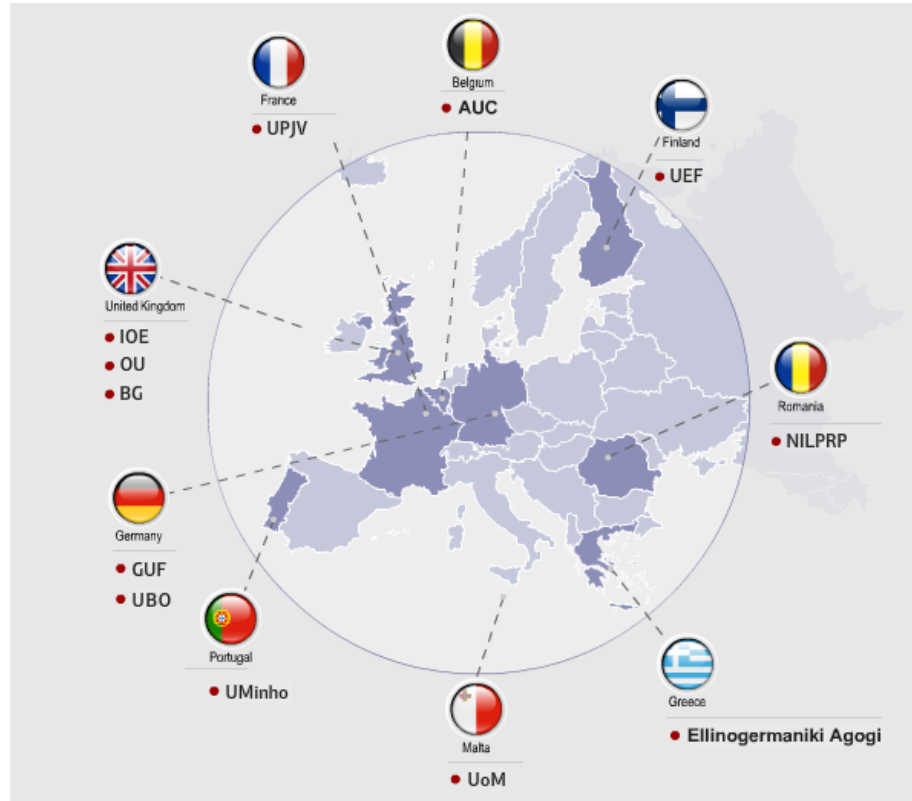 Belgium
AUC
France
UPJV
/ Finland
UEF
United Kingdom
IOE
OU
BG
Romania
NILPRP
Germany
GUF
UBO
Portugal
UMinho
Malta
UoM
Greece
Ellinogermaniki Agogi